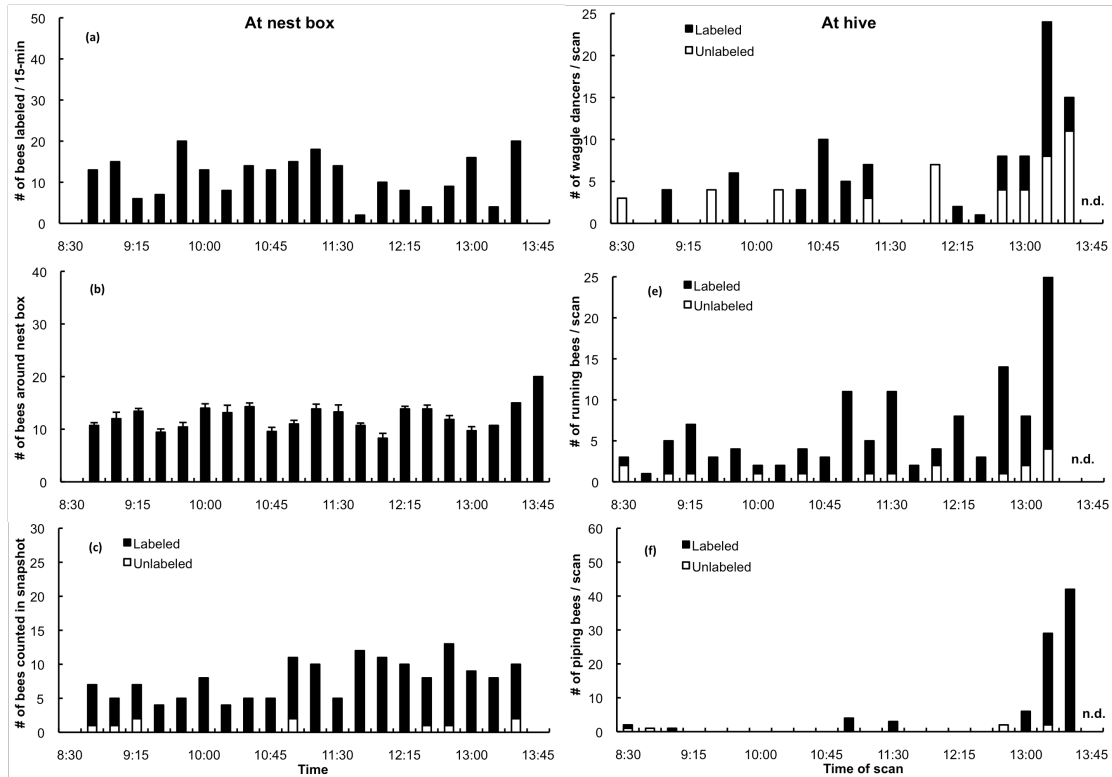 At nest box
(a)
# of bees labeled / 15-min
50
40
30
20
10
0
8:30 9:15 10:00 10:45 11:30 12:15 13:00 13:45
(b)
# of bees around nest box
40
30
20
10
0
8:30 9:15 10:00 10:45 11:30 12:15 13:00 13:45
(c)
Labeled
Unlabeled
# of bees counted in snapshot
30
25
20
15
10
5
0
8:30 9:15 10:00 10:45 11:30 12:15 13:00 13:45
Time
At hive
Labeled
Unlabeled
# of waggle dancers / scan
25
20
15
10
5
0
n.d.
8:30 9:15 10:00 10:45 11:30 12:15 13:00 13:45
(e)
Labeled
Unlabeled
# of running bees / scan
25
20
15
10
5
0
n.d.
8:30 9:15 10:00 10:45 11:30 12:15 13:00 13:45
(f)
Labeled
Unlabeled
# of piping bees / scan
60
50
40
30
20
10
0
n.d.
8:30 9:15 10:00 10:45 11:30 12:15 13:00 13:45
Time of scan